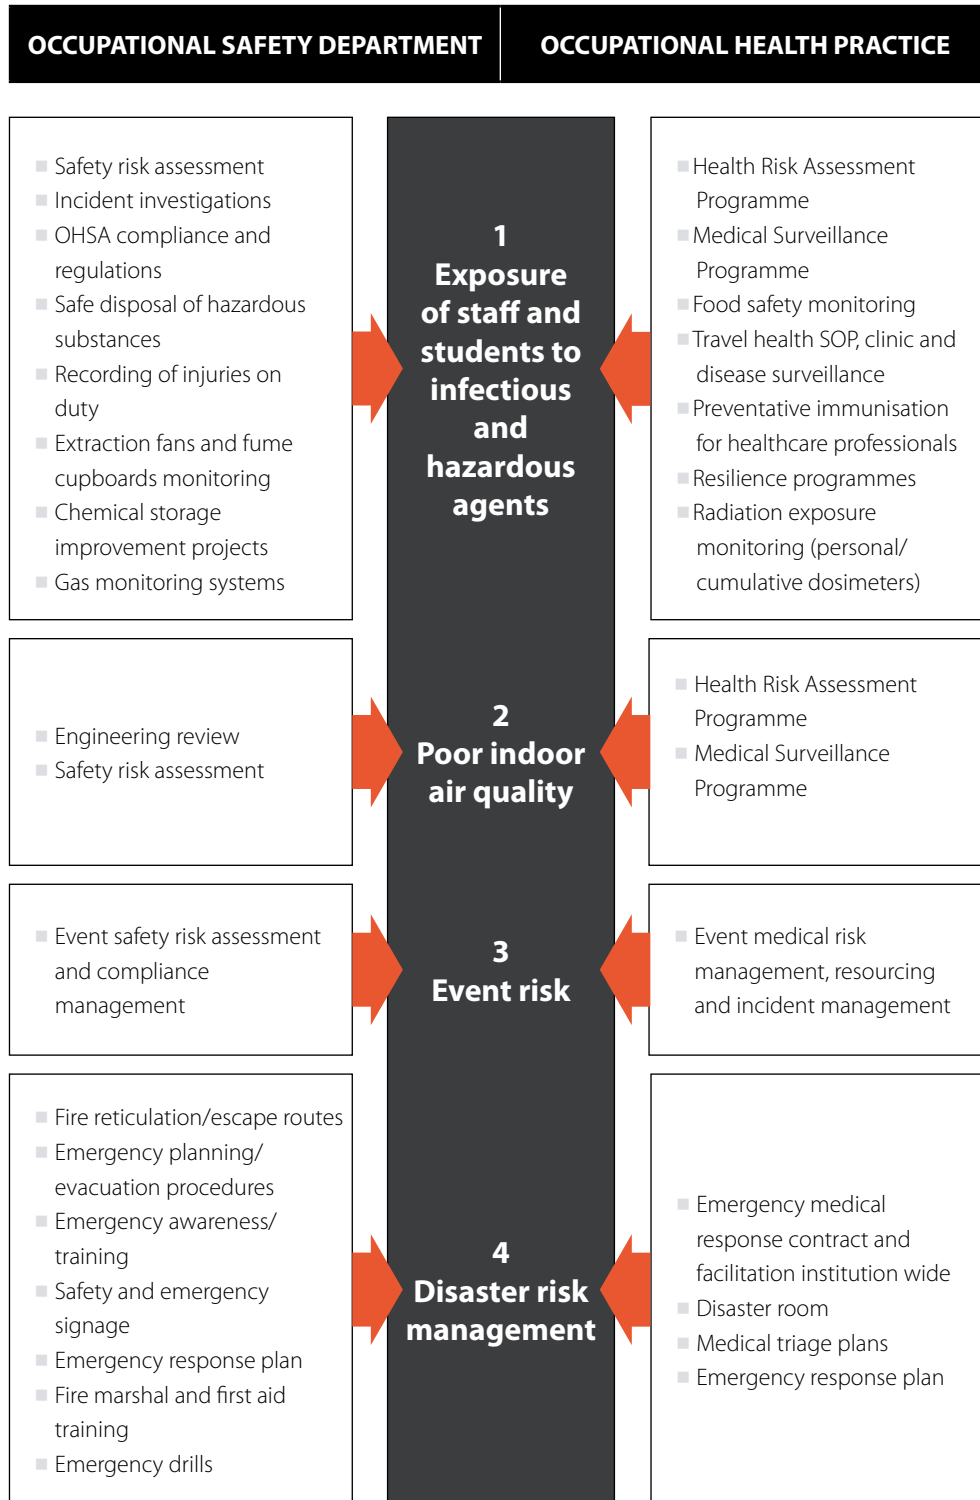 OCCUPATIONAL SAFETY DEPARTMENT
OCCUPATIONAL HEALTH PRACTICE
Safety risk assessment
Incident investigations
OHSA compliance and
regulations
Safe disposal of hazardous
substances
Recording of injuries on
duty
Extraction fans and fume
cupboards monitoring
Chemical storage
improvement projects
Gas monitoring systems
1
Exposure
of staff and
students to
infectious
and
hazardous
agents
Health Risk Assessment
Programme
Medical Surveillance
Programme
Food safety monitoring
Travel health SOP, clinic and
disease surveillance
Preventative immunisation
for healthcare professionals
Resilience programmes
Radiation exposure
monitoring (personal/
cumulative dosimeters)
Engineering review
Safety risk assessment
2
Poor indoor
air quality
Health Risk Assessment
Programme
Medical Surveillance
Programme
Event safety risk assessment
and compliance
management
3
Event risk
Event medical risk
management, resourcing
and incident management
Fire reticulation/escape routes
Emergency planning/
evacuation procedures
Emergency awareness/
training
Safety and emergency
signage
Emergency response plan
Fire marshal and first aid
training
Emergency drills
4
Disaster risk
management
Emergency medical
response contract and
facilitation institution wide
Disaster room
Medical triage plans
Emergency response plan